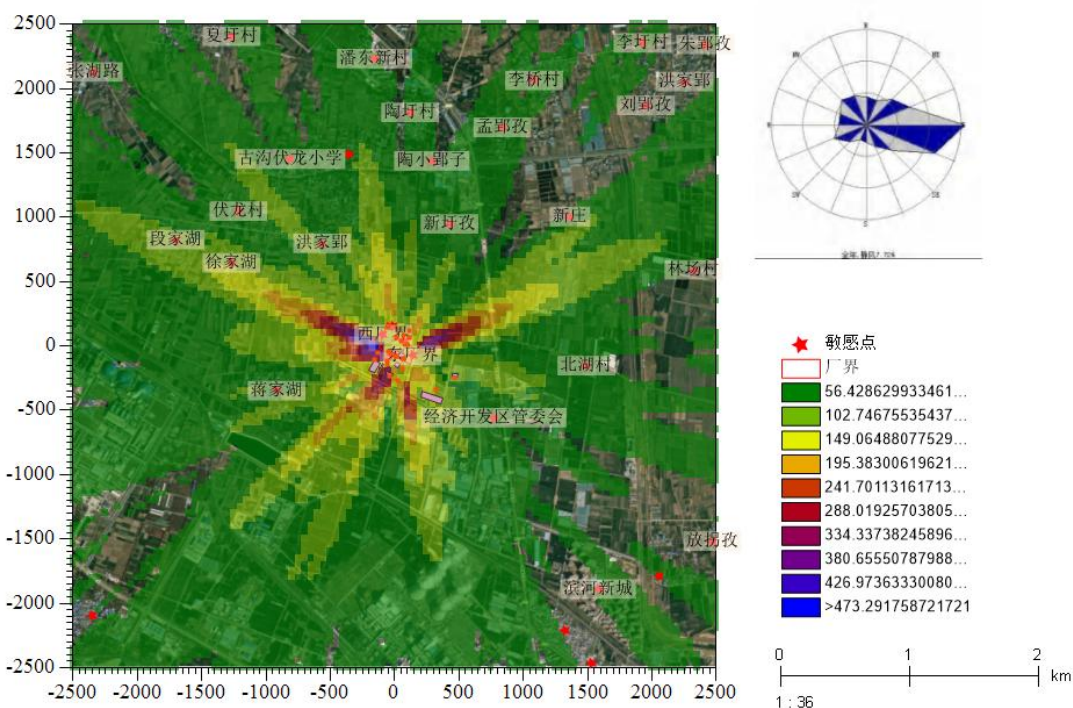 2500
2000
1500
1000
500
0
-500
-1000
-1500
-2000
-2500
-2500
-2000
-1500
-1000
-500
0
500
1000
1500
2000
2500
夏圩村
潘东新村
李圩村
朱郢孜
张湖路
李桥村
洪家郢
陶圩村
刘郢孜
孟郢孜
古沟伏龙小学
陶小郢子
伏龙村
新圩孜
新庄
段家湖
洪家郢
徐家湖
林场村
西厂界
东厂界
北湖村
蒋家湖
经济开发区管委会
放拐孜
滨河新城
敏感点
厂界
56.428629933461...
102.74675535437...
149.06488077529...
195.38300619621...
241.70113161713...
288.01925703805...
334.33738245896...
380.65550787988...
426.97363330080...
>473.291758721721
0
1
2
km
1 : 36